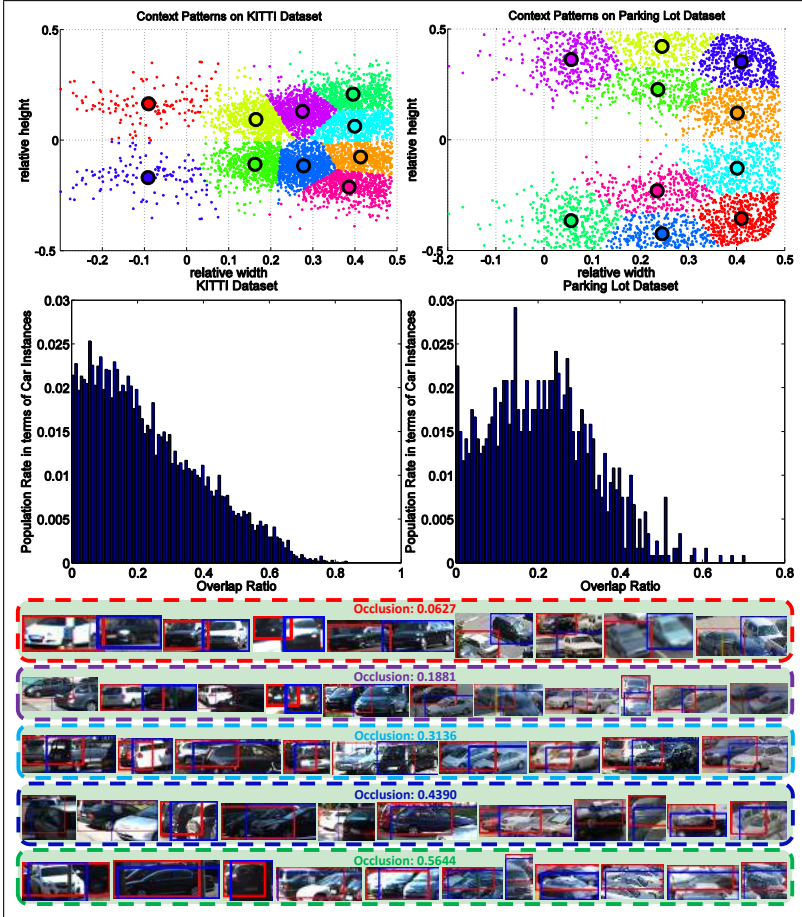 Context Patterns on KITTI Dataset
Context Patterns on Parking Lot Dataset
relative height
0.5
0
-0.5
-0.2 -0.1 0 0.1 0.2 0.3 0.4 0.5
relative width
relative height
0.5
0
-0.5
-0.2 -0.1 0 0.1 0.2 0.3 0.4 0.5
relative width
KITTI Dataset
Population Rate in terms of Car Instances
0.03
0.025
0.02
0.015
0.01
0.005
0
0 0.2 0.4 0.6 0.8 1
Overlap Ratio
Parking Lot Dataset
Population Rate in terms of Car Instances
0.03
0.025
0.02
0.015
0.01
0.005
0
0 0.2 0.4 0.6 0.8
Overlap Ratio
Occlusion: 0.0627
Occlusion: 0.1881
Occlusion: 0.3136
Occlusion: 0.4390
Occlusion: 0.5644